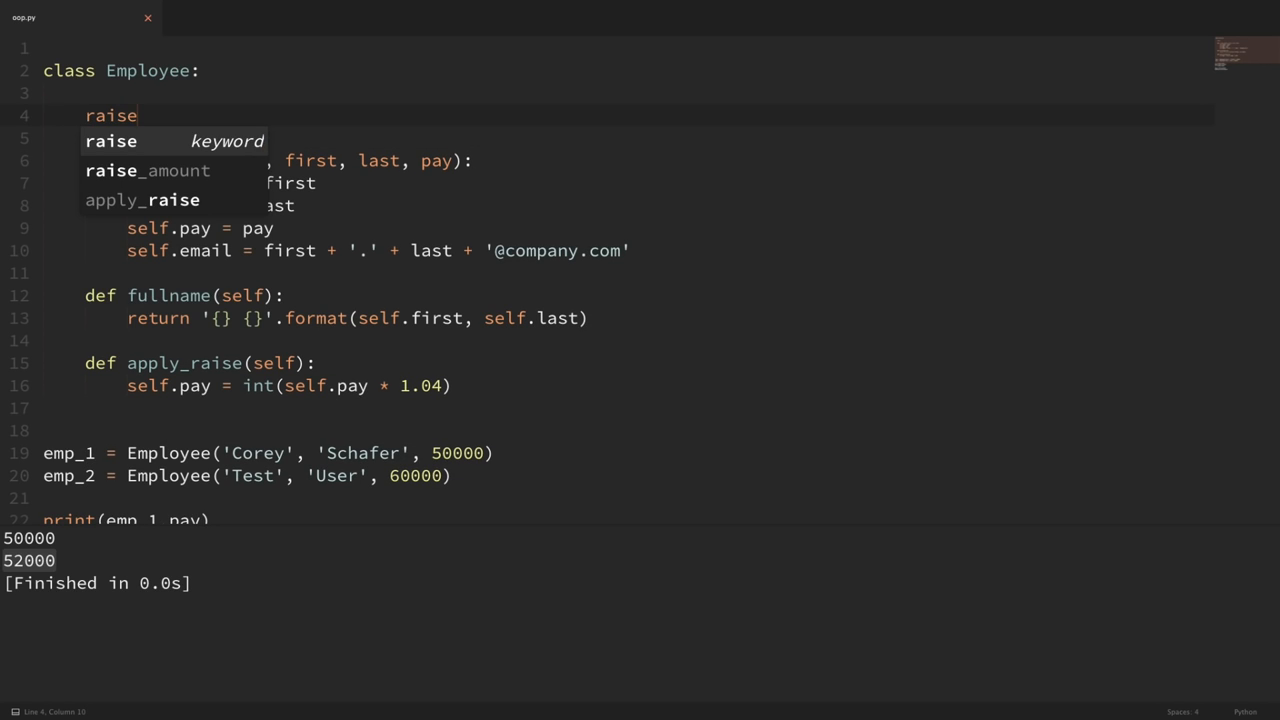 oop.py ×
1
2 class Employee:
3
4     raise
raise keyword
raise_amount
apply_raise
5
6 , first, last, pay):
7 first
8 ast
9         self.pay = pay
10         self.email = first + '.' + last + '@company.com'
11
12     def fullname(self):
13         return '{} {}'.format(self.first, self.last)
14
15     def apply_raise(self):
16         self.pay = int(self.pay * 1.04)
17
18
19 emp_1 = Employee('Corey', 'Schafer', 50000)
20 emp_2 = Employee('Test', 'User', 60000)
21
22 print(emp_1.pay)
50000
52000
[Finished in 0.0s]
Line 4, Column 10 Spaces: 4 Python